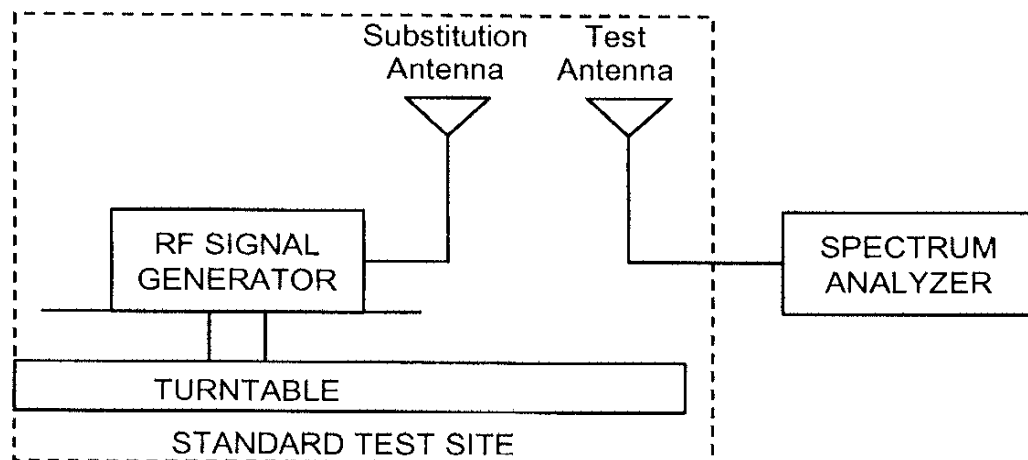 Substitution
Antenna
Test
Antenna
RF SIGNAL
GENERATOR
SPECTRUM
ANALYZER
TURNTABLE
STANDARD TEST SITE